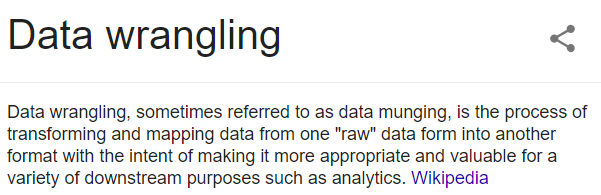 Data wrangling
Data wrangling, sometimes referred to as data munging, is the process of
transforming and mapping data from one "raw" data form into another
format with the intent of making it more appropriate and valuable for a
variety of downstream purposes such as analytics. Wikipedia